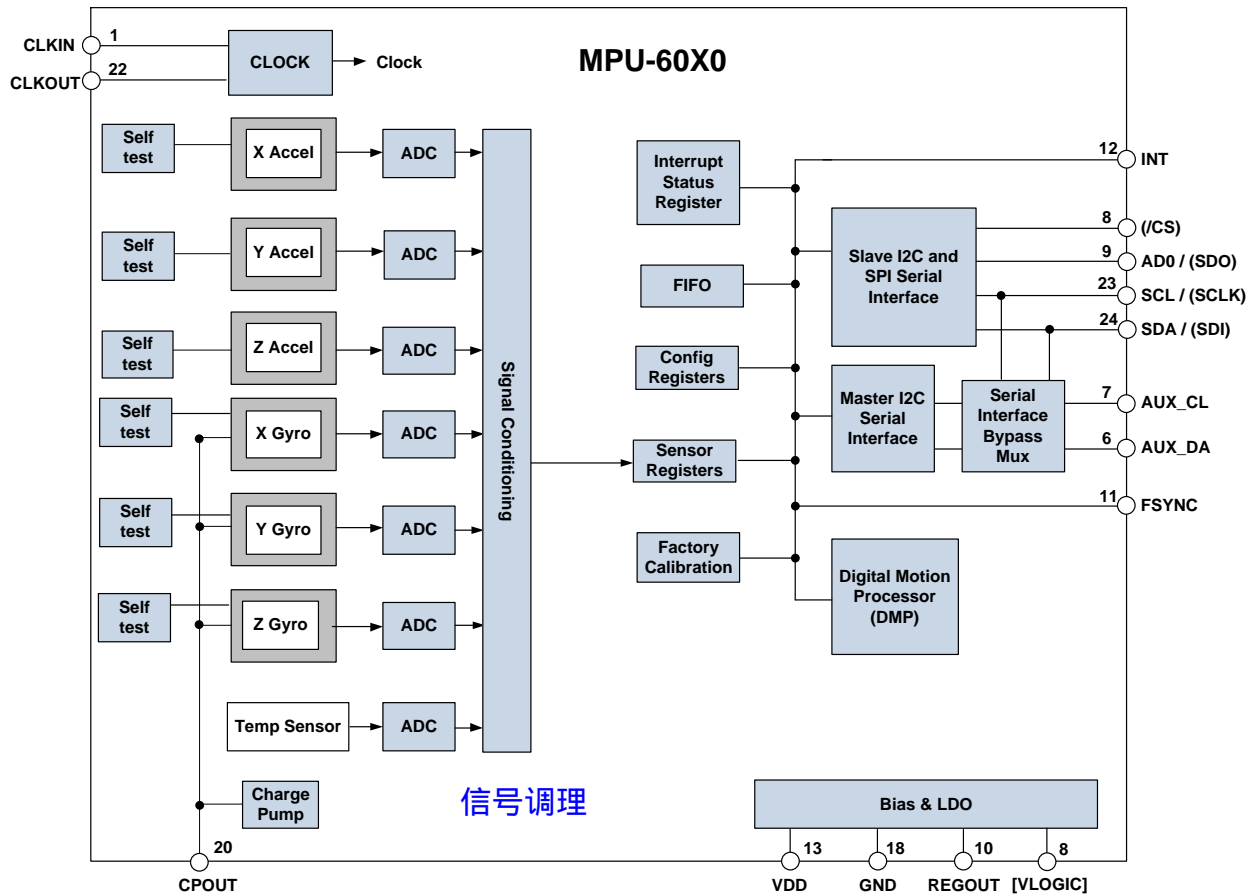 MPU-60X0
CLKIN
1
CLKOUT
22
CLOCK
Clock
Self
test
X Accel
ADC
Self
test
Y Accel
ADC
Self
test
Z Accel
ADC
Self
test
X Gyro
ADC
Self
test
Y Gyro
ADC
Self
test
Z Gyro
ADC
Temp Sensor
ADC
Charge
Pump
20
CPOUT
Signal Conditioning
信号调理
Interrupt
Status
Register
FIFO
Config
Registers
Sensor
Registers
Factory
Calibration
Slave I2C and
SPI Serial
Interface
Master I2C
Serial
Interface
Serial
Interface
Bypass
Mux
Digital Motion
Processor
(DMP)
12
INT
8
(/CS)
9
AD0 / (SDO)
23
SCL / (SCLK)
24
SDA / (SDI)
7
AUX_CL
6
AUX_DA
11
FSYNC
Bias & LDO
13
VDD
18
GND
10
REGOUT
8
[VLOGIC]